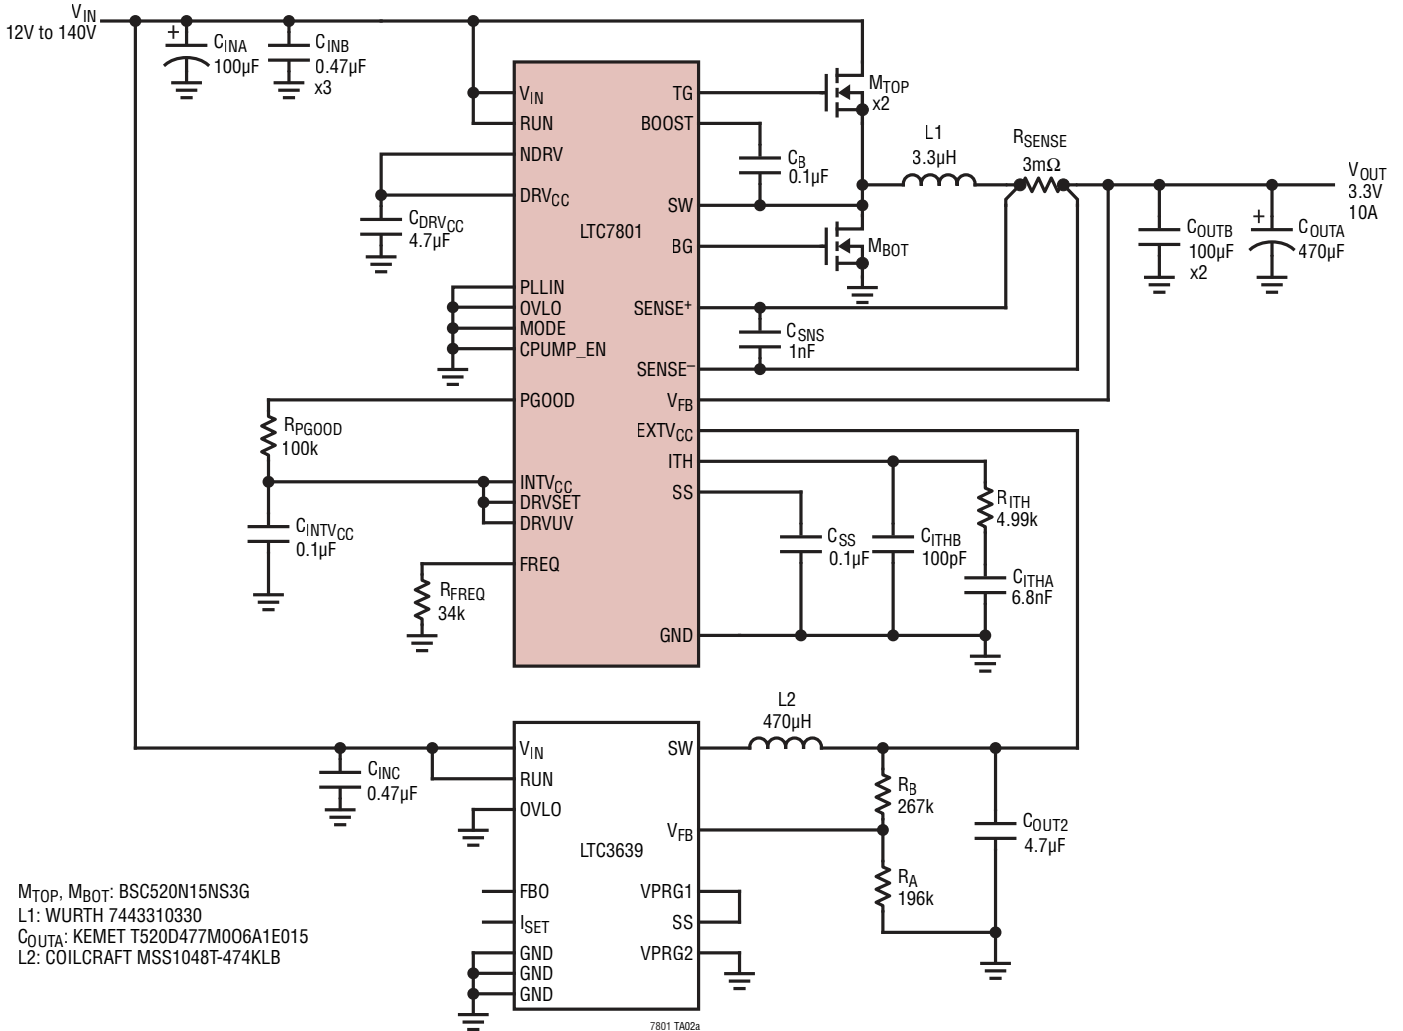 VIN
12V to 140V
CINA
100µF
CINB
0.47µF
x3
VIN
RUN
NDRV
DRVCC
CDRVCC
4.7µF
PLLIN
OVLO
MODE
CPUMP_EN
PGOOD
RPGOOD
100k
INTVCC
DRVSET
DRVUV
CINTVCC
0.1µF
FREQ
RFREQ
34k
LTC7801
TG
BOOST
SW
BG
SENSE+
SENSE–
VFB
EXTVCC
ITH
SS
GND
MTOP
x2
CB
0.1µF
MBOT
L1
3.3µH
RSENSE
3mΩ
VOUT
3.3V
10A
COUTB
100µF
x2
COUTA
470µF
CSNS
1nF
RITH
4.99k
CSS
0.1µF
CITHB
100pF
CITHA
6.8nF
CINC
0.47µF
VIN
RUN
OVLO
FBO
ISET
GND
GND
GND
LTC3639
SW
VFB
VPRG1
SS
VPRG2
L2
470µH
RB
267k
RA
196k
COUT2
4.7µF
MTOP, MBOT: BSC520N15NS3G
L1: WURTH 7443310330
COUTA: KEMET T520D477M006A1E015
L2: COILCRAFT MSS1048T-474KLB
7801 TA02a